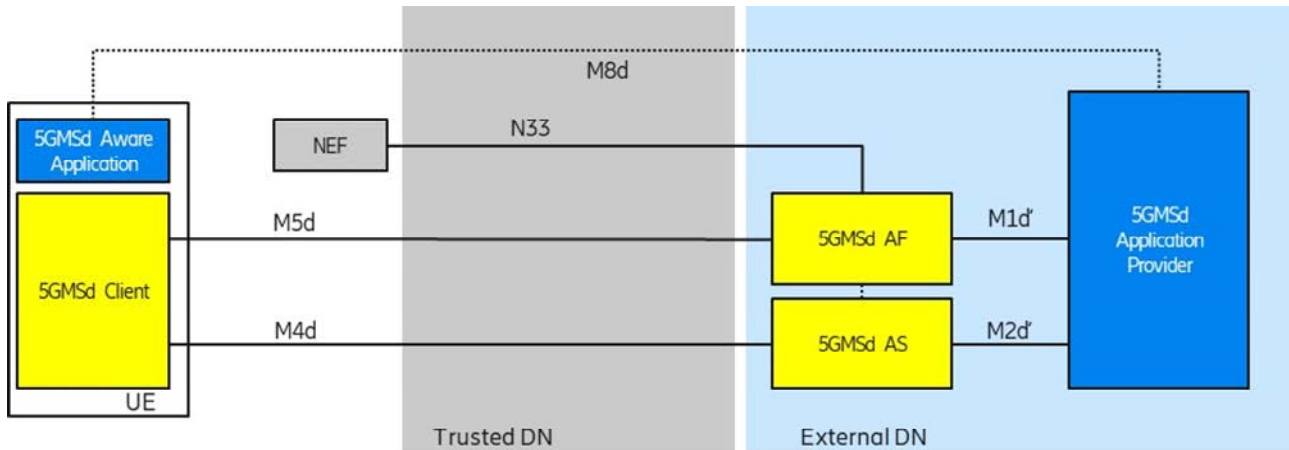 M8d
5GMSd Aware
Application
NEF
N33
M5d
5GMSd AF
M1d'
5GMSd
Application
Provider
5GMSd Client
M4d
5GMSd AS
M2d'
UE
Trusted DN
External DN